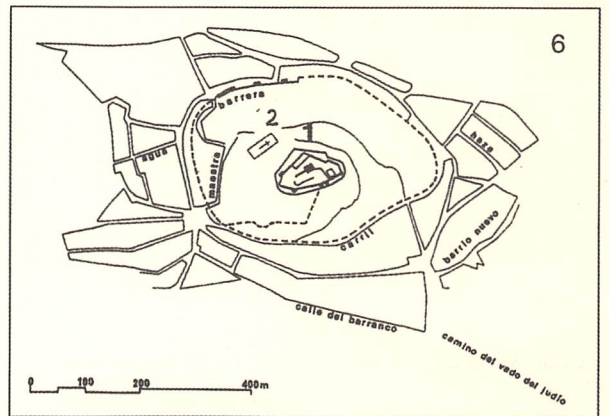 6
barrera
2
1
haza
agua
maestra
barrio nuevo
carril
calle del barranco
camino del vado del judío
0 100 200 400m